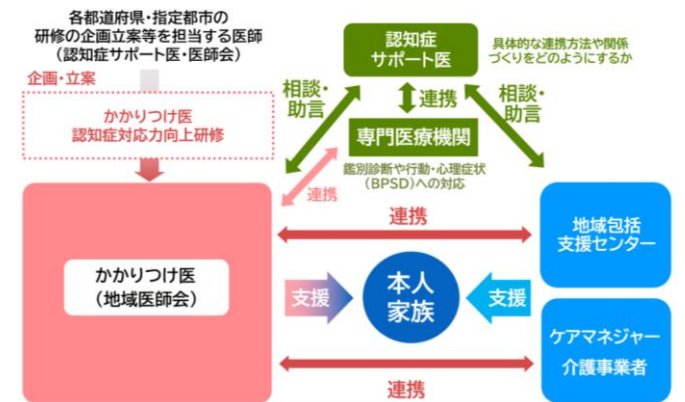 各都道府県・指定都市の
研修の企画立案等を担当する医師
（認知症サポート医・医師会）
企画・立案
かかりつけ医
認知症対応力向上研修
認知症
サポート医
具体的な連携方法や関係
づくりをどのようにするか
相談・
助言
連携
相談・
助言
専門医療機関
鑑別診断や行動・心理症状
（BPSD）への対応
連携
連携
地域包括
支援センター
かかりつけ医
（地域医師会）
支援
本人
家族
支援
ケアマネジャー
介護事業者
連携